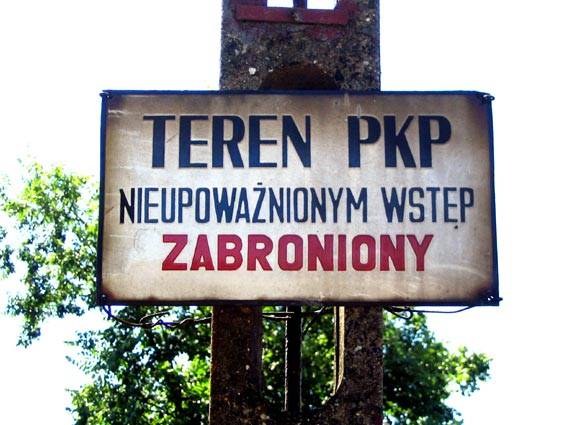 TEREN PKP
NIEUPOWAŻNIONYM WSTĘP
ZABRONIONY